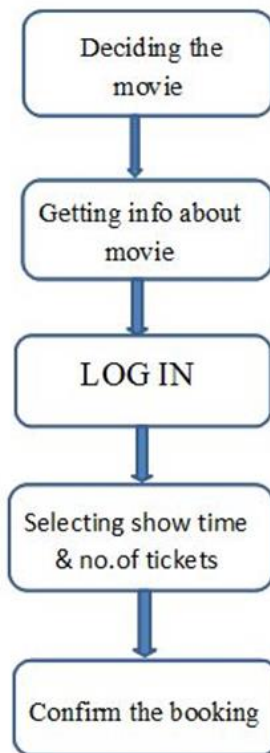 Deciding the
movie
Getting info about
movie
LOG IN
Selecting show time
& no.of tickets
Confirm the booking